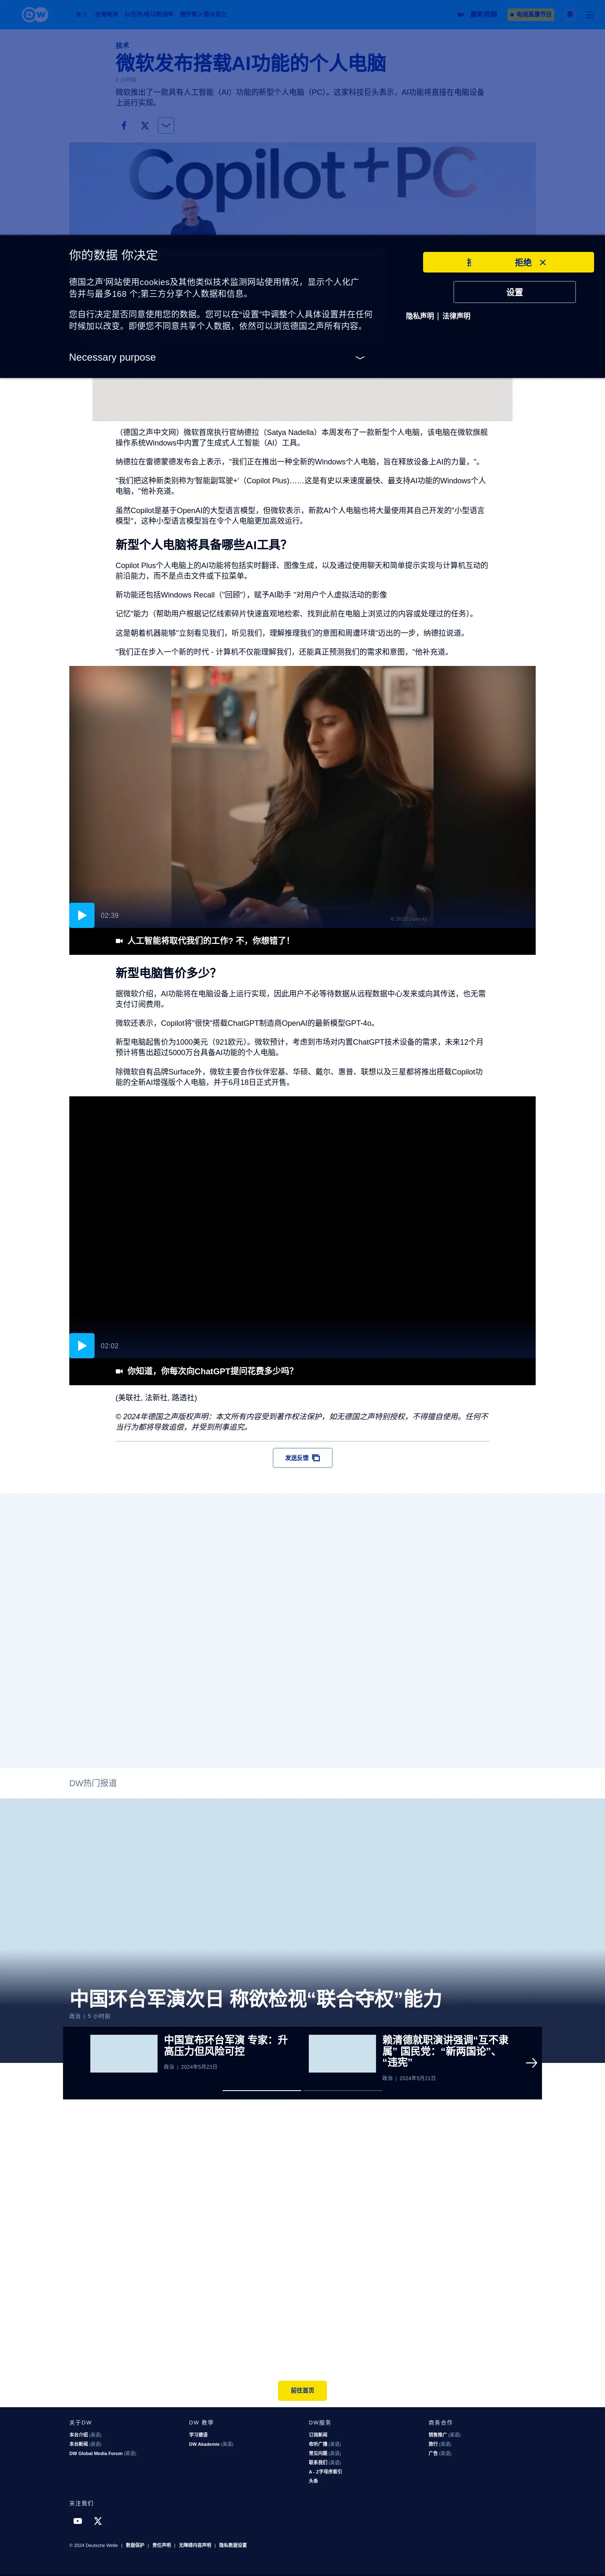 DW
台海两岸
以色列-哈马斯战争
俄罗斯入侵乌克兰
最新视频
电视直播节目
繁
技术
微软发布搭载AI功能的个人电脑
微软推出了一款具有人工智能（AI）功能的新型个人电脑（PC）。这家科技巨头表示，AI功能将直接在电脑设备
上运行实现。
Copilot+PC
你的数据 你决定
德国之声'网站使用cookies及其他类似技术监测网站使用情况，显示个人化广
告并与最多168 个;第三方分享个人数据和信息。
您自行决定是否同意使用您的数据。您可以在"设置"中调整个人具体设置并在任何
时候加以改变。即便您不同意共享个人数据，依然可以浏览德国之声所有内容。
Necessary purpose
拒绝
设置
隐私声明 | 法律声明
（德国之声中文网）微软首席执行官纳德拉（Satya Nadella）本周发布了一款新型个人电脑，该电脑在微软旗舰
操作系统Windows中内置了生成式人工智能（AI）工具。
纳德拉在雷德蒙德发布会上表示，"我们正在推出一种全新的Windows个人电脑，旨在释放设备上AI的力量，"。
"我们把这种新类别称为'智能副驾驶+'（Copilot Plus)……这是有史以来速度最快、最支持AI功能的Windows个人
电脑，"他补充道。
虽然Copilot是基于OpenAI的大型语言模型，但微软表示，新款AI个人电脑也将大量使用其自己开发的"小型语言
模型"，这种小型语言模型旨在令个人电脑更加高效运行。
新型个人电脑将具备哪些AI工具？
Copilot Plus个人电脑上的AI功能将包括实时翻译、图像生成，以及通过使用聊天和简单提示实现与计算机互动的
前沿能力，而不是点击文件或下拉菜单。
新功能还包括Windows Recall（"回顾"），赋予AI助手 "对用户个人虚拟活动的影像
记忆"能力（帮助用户根据记忆线索碎片快速直观地检索、找到此前在电脑上浏览过的内容或处理过的任务）。
这是朝着机器能够"立刻看见我们，听见我们，理解推理我们的意图和周遭环境"迈出的一步，纳德拉说道。
"我们正在步入一个新的时代 - 计算机不仅能理解我们，还能真正预测我们的需求和意图，"他补充道。
02:39
人工智能将取代我们的工作? 不，你想错了！
新型电脑售价多少？
据微软介绍，AI功能将在电脑设备上运行实现，因此用户不必等待数据从远程数据中心发来或向其传送，也无需
支付订阅费用。
微软还表示，Copilot将"很快"搭载ChatGPT制造商OpenAI的最新模型GPT-4o。
新型电脑起售价为1000美元（921欧元）。微软预计，考虑到市场对内置ChatGPT技术设备的需求，未来12个月
预计将售出超过5000万台具备AI功能的个人电脑。
除微软自有品牌Surface外，微软主要合作伙伴宏基、华硕、戴尔、惠普、联想以及三星都将推出搭载Copilot功
能的全新AI增强版个人电脑，并于6月18日正式开售。
02:02
你知道，你每次向ChatGPT提问花费多少吗？
(美联社, 法新社, 路透社)
© 2024年德国之声版权声明：本文所有内容受到著作权法保护，如无德国之声特别授权，不得擅自使用。任何不
当行为都将导致追偿，并受到刑事追究。
发送反馈
DW热门报道
中国环台军演次日 称欲检视“联合夺权”能力
政治 | 5 小时前
中国宣布环台军演 专家：升
高压力但风险可控
政治 | 2024年5月23日
赖清德就职演讲强调“互不隶
属” 国民党：“新两国论”、
“违宪”
政治 | 2024年5月21日
前往首页
关于DW
本台介绍 (英语)
本台新闻 (英语)
DW Global Media Forum (英语)
DW 教學
学习德语
DW Akademie (英语)
DW服务
订阅新闻
收听广播 (英语)
常见问题 (英语)
联系我们 (英语)
A - Z字母序索引
头条
商务合作
销售推广 (英语)
旅行 (英语)
广告 (英语)
关注我们
© 2024 Deutsche Welle | 数据保护 | 责任声明 | 无障碍内容声明 | 隐私数据设置